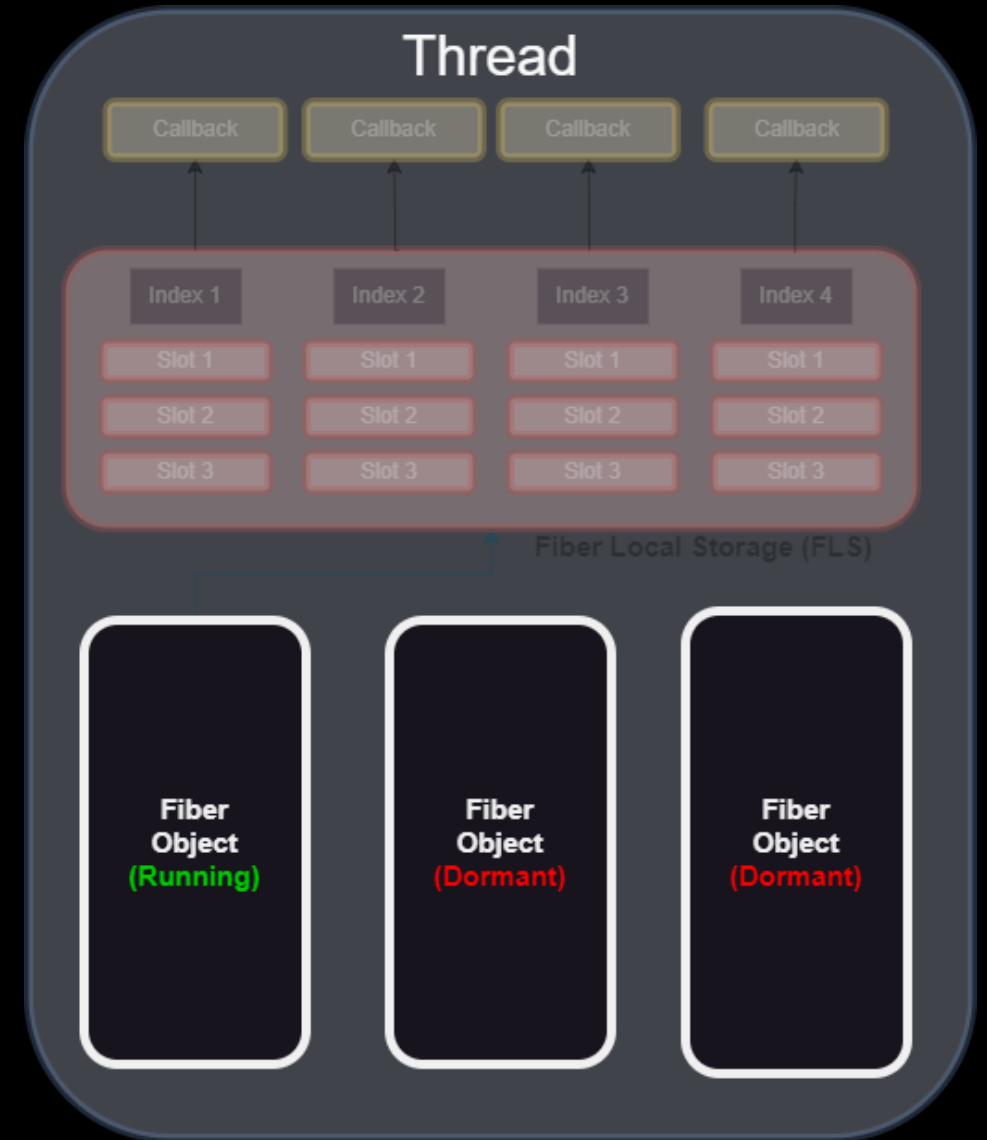 Thread
Callback Callback Callback Callback
Index 1 Index 2 Index 3 Index 4
Slot 1 Slot 1 Slot 1 Slot 1
Slot 2 Slot 2 Slot 2 Slot 2
Slot 3 Slot 3 Slot 3 Slot 3
Fiber Local Storage (FLS)
Fiber
Object
(Running)
Fiber
Object
(Dormant)
Fiber
Object
(Dormant)